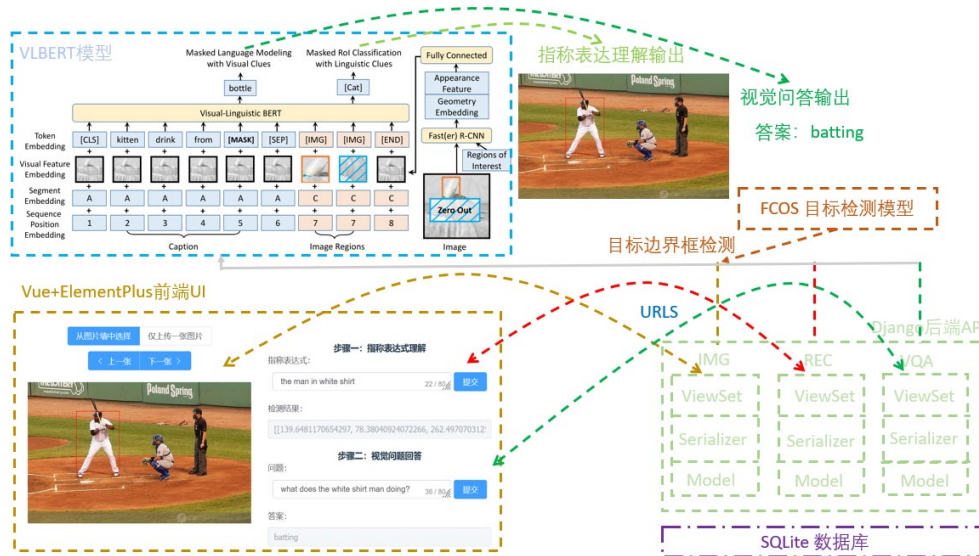 VLBERT模型
Masked Language Modeling
with Visual Clues
Masked RoI Classification
with Linguistic Clues
bottle
[Cat]
Visual-Linguistic BERT
Token
Embedding
[CLS] kitten drink from [MASK] [SEP] [IMG] [IMG] [END]
Visual Feature
Embedding
Segment
Embedding
A A A A A A C C C
Sequence
Position
Embedding
1 2 3 4 5 6 7 7 8
Caption
Image Regions
Fully Connected
Appearance
Feature
Geometry
Embedding
Fast(er) R-CNN
Regions of
Interest
Zero Out
Image
指称表达理解输出
Poland Spring
视觉问答输出
答案：batting
FCOS 目标检测模型
目标边界框检测
Vue+ElementPlus前端UI
从图片墙中选择
仅上传一张图片
< 上一张
下一张 >
Poland Spring
步骤一：指称表达式理解
指称表达式:
the man in white shirt
22 / 80
提交
检测结果:
[[139.6481170654297, 78.38040924072266, 262.49707031
步骤二：视觉问题回答
问题:
what does the white shirt man doing?
36 / 80
提交
答案:
batting
URLS
Django后端AP
IMG
ViewSet
Serializer
Model
REC
ViewSet
Serializer
Model
VQA
ViewSet
Serializer
Model
SQLite 数据库